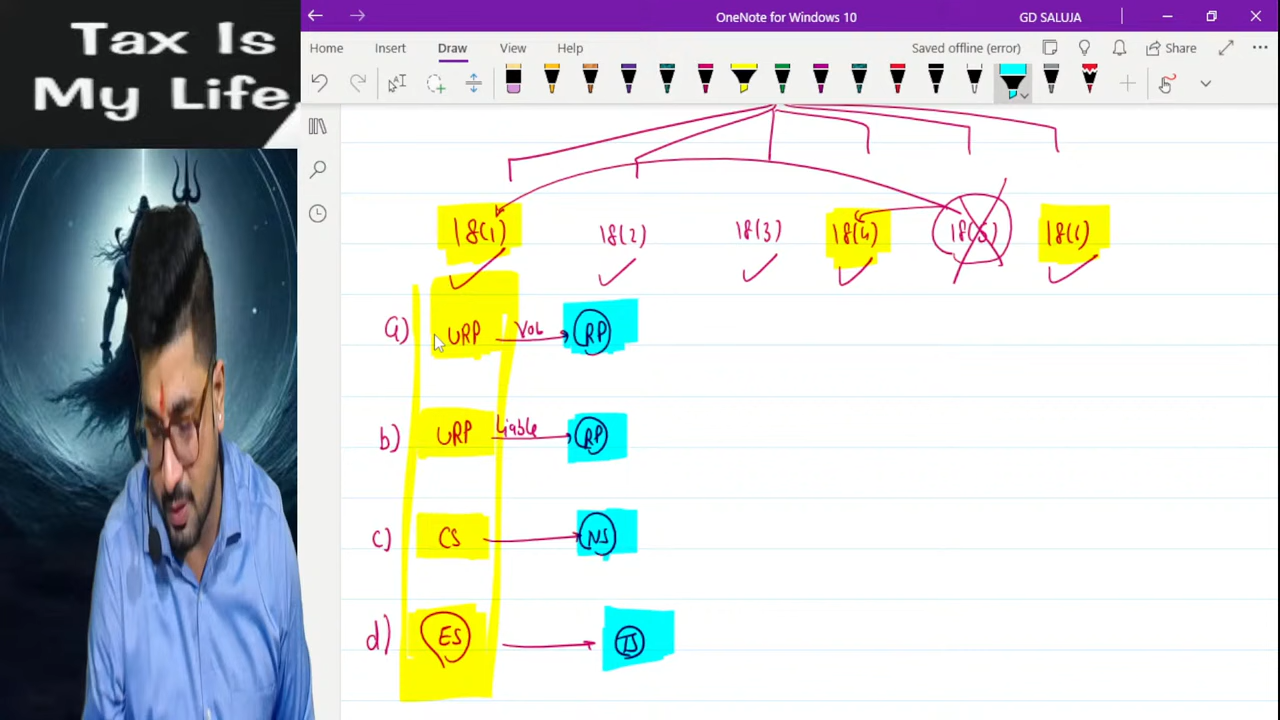 Tax Is
My Life,
OneNote for Windows 10
GD SALUJA
Home Insert Draw View Help
Saved offline (error)
Share
18(1) 18(2) 18(3) 18(4) 18(5) 18(6)
a) URP Vol RP
b) URP Liable RP
c) CS NS
d) ES TS